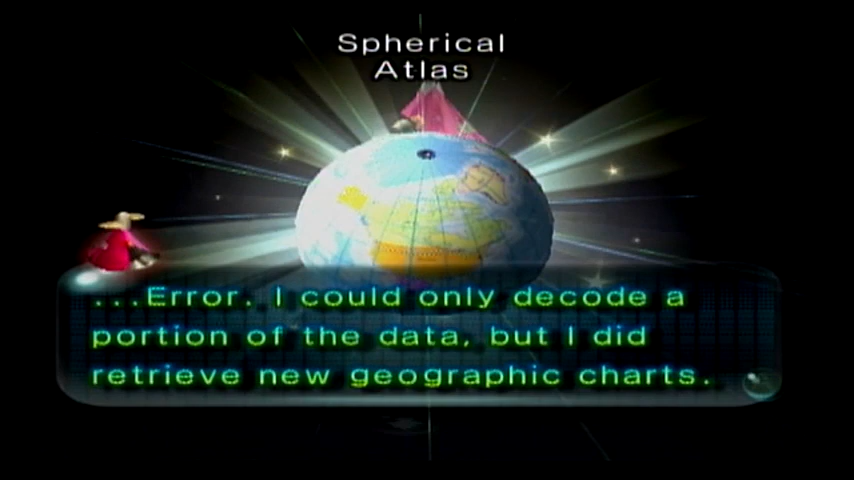 Spherical
Atlas
...Error. I could only decode a
portion of the data, but I did
retrieve new geographic charts.